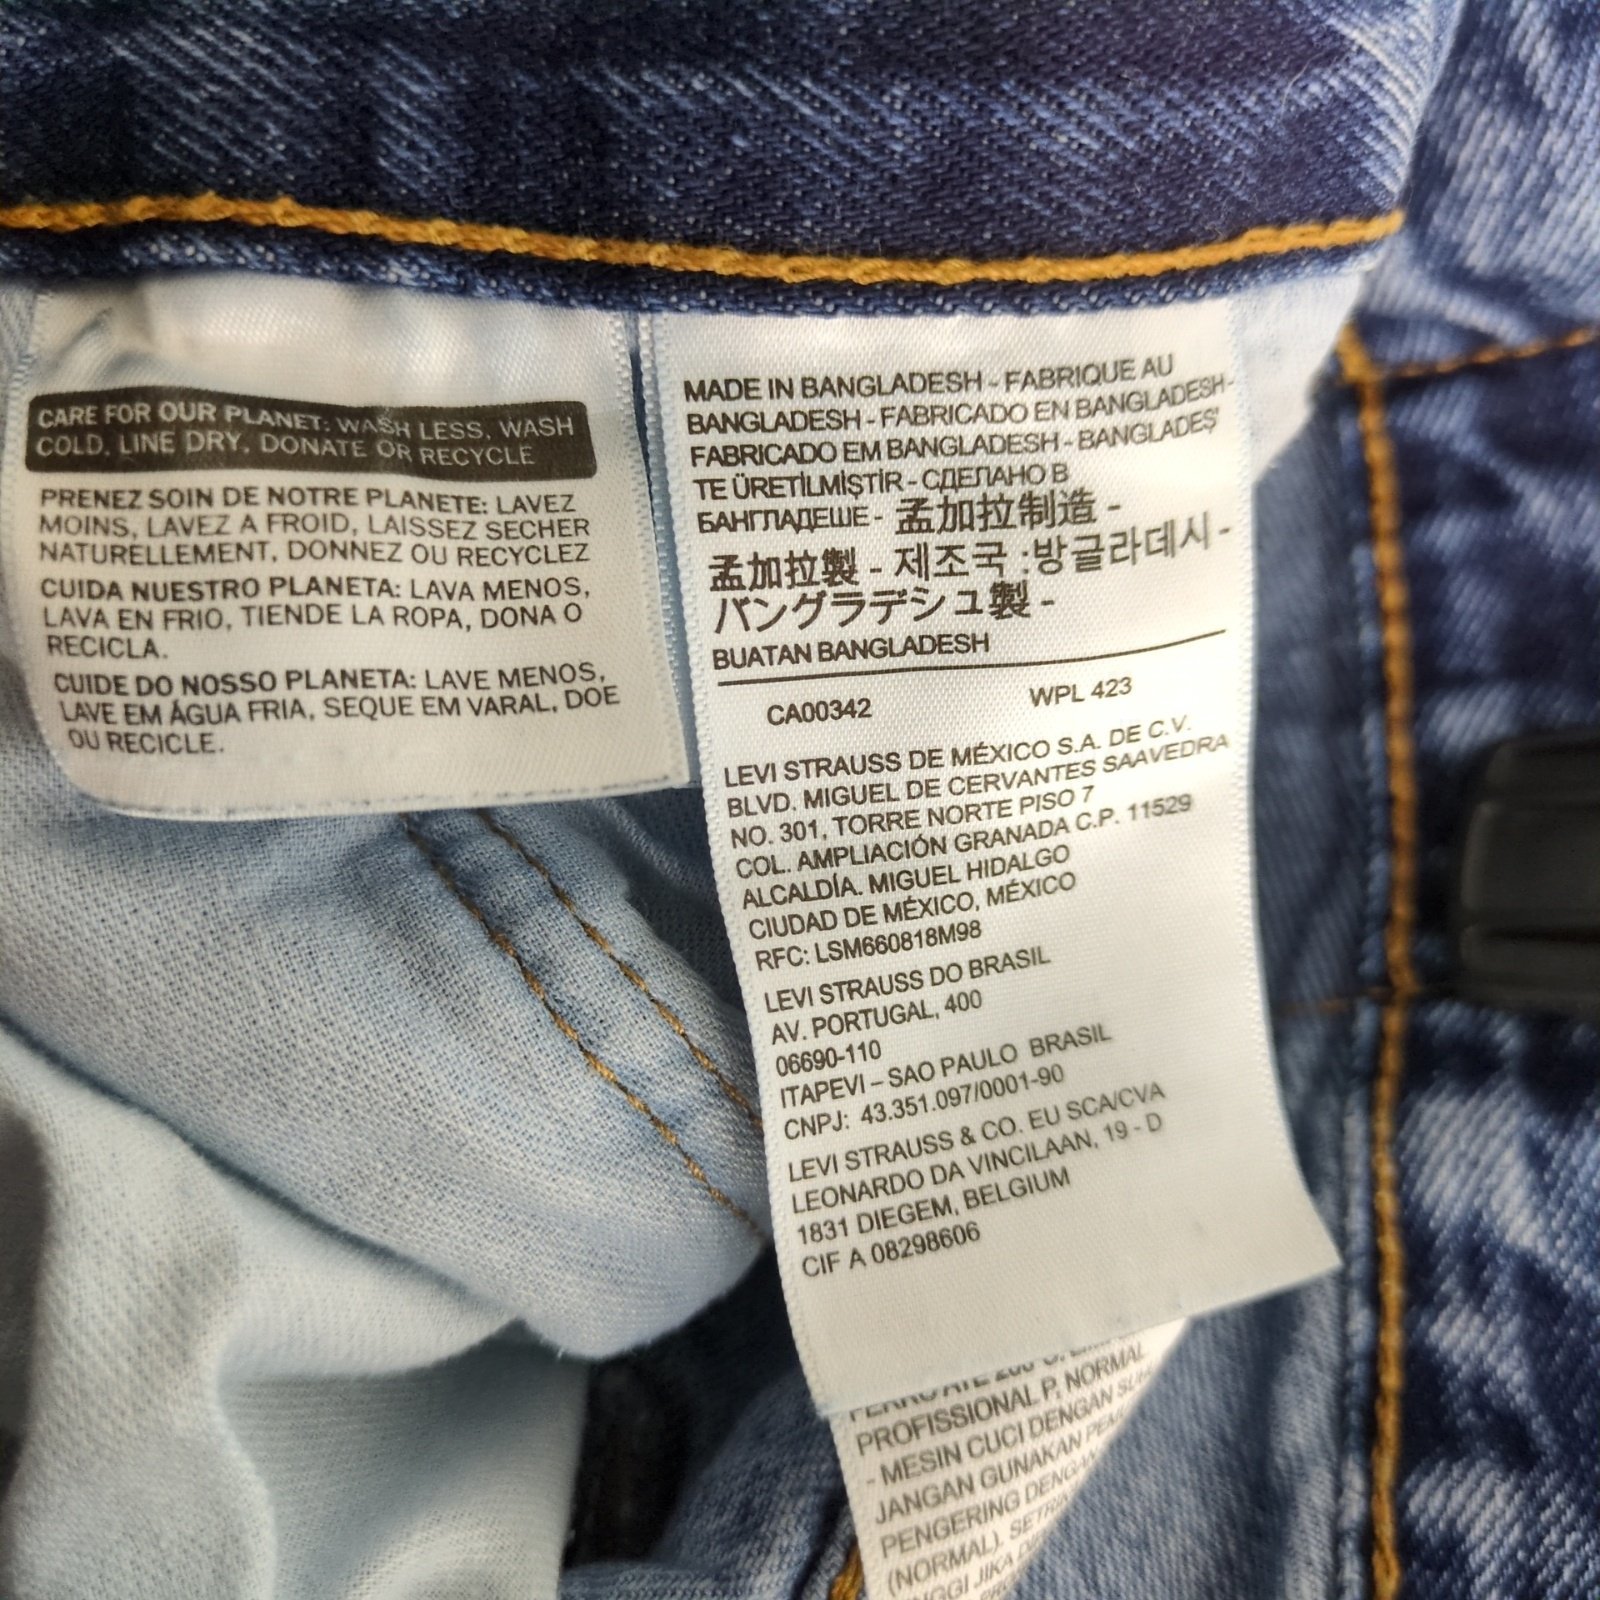 CARE FOR OUR PLANET: WASH LESS, WASH
COLD, LINE DRY, DONATE OR RECYCLE
PRENEZ SOIN DE NOTRE PLANETE: LAVEZ
MOINS, LAVEZ A FROID, LAISSEZ SECHER
NATURELLEMENT, DONNEZ OU RECYCLEZ
CUIDA NUESTRO PLANETA: LAVA MENOS,
LAVA EN FRIO, TIENDE LA ROPA, DONA O
RECICLA.
CUIDE DO NOSSO PLANETA: LAVE MENOS,
LAVE EM ÁGUA FRIA, SEQUE EM VARAL, DOE
OU RECICLE.
MADE IN BANGLADESH - FABRIQUE AU
BANGLADESH - FABRICADO EN BANGLADESH-
FABRICADO EM BANGLADESH - BANGLADEŞ'
TE ÜRETİLMİŞTİR - СДЕЛАНО В
БАНГЛАДЕШЕ - 孟加拉制造 -
孟加拉製 - 제조국 :방글라데시 -
バングラデシュ製 -
BUATAN BANGLADESH
CA00342 WPL 423
LEVI STRAUSS DE MÉXICO S.A. DE C.V.
BLVD. MIGUEL DE CERVANTES SAAVEDRA
NO. 301, TORRE NORTE PISO 7
COL. AMPLIACIÓN GRANADA C.P. 11529
ALCALDÍA. MIGUEL HIDALGO
CIUDAD DE MÉXICO, MÉXICO
RFC: LSM660818M98
LEVI STRAUSS DO BRASIL
AV. PORTUGAL, 400
06690-110
ITAPEVI – SAO PAULO BRASIL
CNPJ: 43.351.097/0001-90
LEVI STRAUSS & CO. EU SCA/CVA
LEONARDO DA VINCILAAN, 19 - D
1831 DIEGEM, BELGIUM
CIF A 08298606
PROFISSIONAL P, NORMAL
- MESIN CUCI DENGAN
JANGAN GUNAKAN
PENGERING DENGAN
(NORMAL).
JIKA